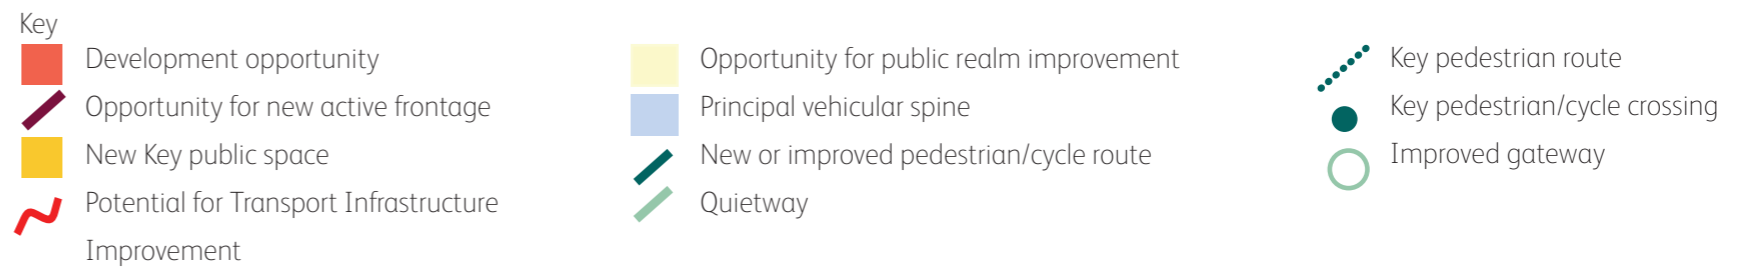 Key
Development opportunity
Opportunity for new active frontage
New Key public space
Potential for Transport Infrastructure
Improvement
Opportunity for public realm improvement
Principal vehicular spine
New or improved pedestrian/cycle route
Quietway
Key pedestrian route
Key pedestrian/cycle crossing
Improved gateway